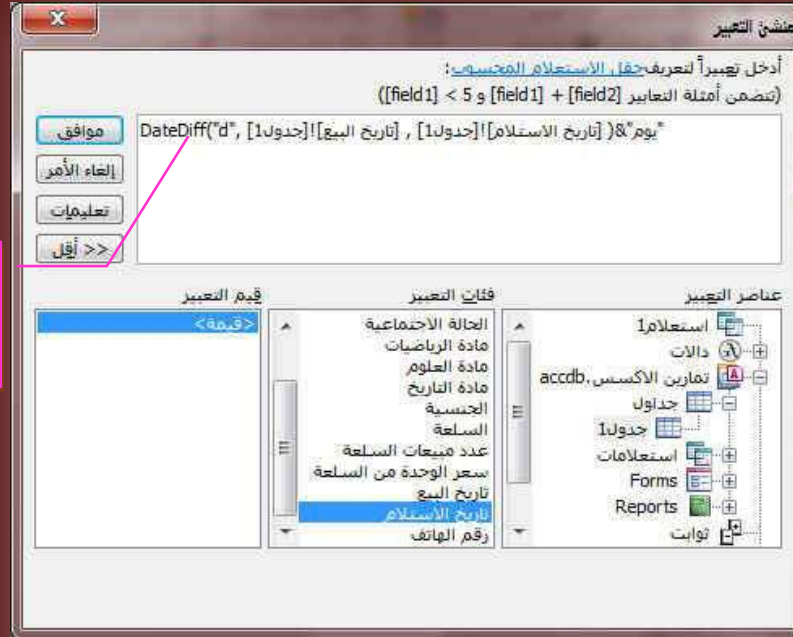 منشئ التعبير
أدخل تعبيراً لتعريف حقل الاستعلام المحسوب:
(تتضمن أمثلة التعابير [field1] + [field2] و [field1] < 5)
DateDiff("d", [جدول1]![تاريخ البيع] , [جدول1]![تاريخ الاستلام] )&"يوم"
موافق
إلغاء الأمر
تعليمات
<< أقل
عناصر التعبير
استعلام1
دالات
تمارين الاكسس.accdb
جداول
جدول1
استعلامات
Forms
Reports
ثوابت
فئات التعبير
الحالة الاجتماعية
مادة الرياضيات
مادة العلوم
مادة التاريخ
الجنسية
السلعة
عدد مبيعات السلعة
سعر الوحدة من السلعة
تاريخ البيع
تاريخ الاستلام
رقم الهاتف
قيم التعبير
<قيمة>